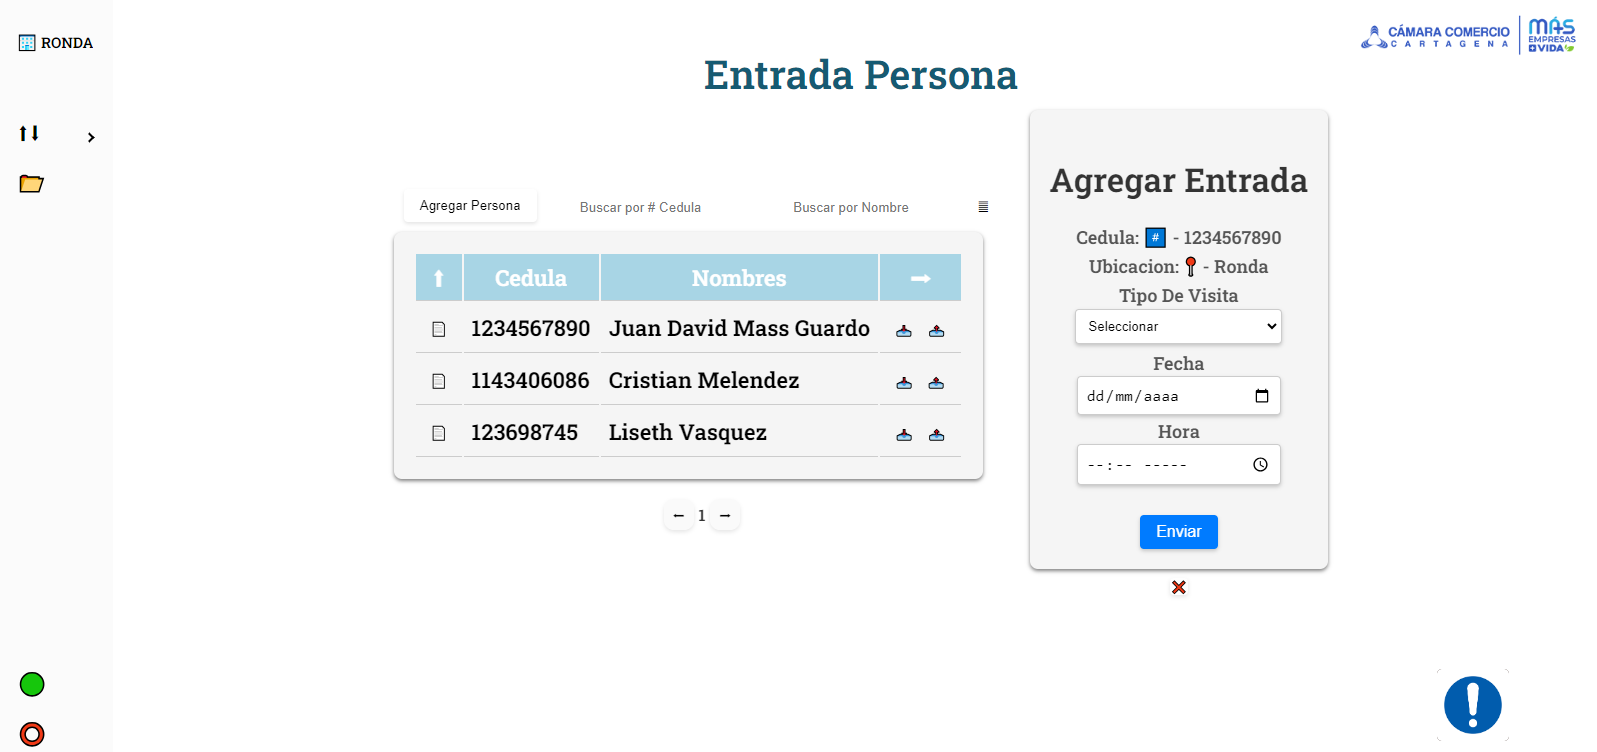 RONDA
CÁMARA COMERCIO
CARTAGENA
MÁS
EMPRESAS
+VIDA
Entrada Persona
Agregar Persona
Buscar por # Cedula
Buscar por Nombre
Cedula Nombres
1234567890 Juan David Mass Guardo
1143406086 Cristian Melendez
123698745 Liseth Vasquez
← 1 →
Agregar Entrada
Cedula: # - 1234567890
Ubicacion: - Ronda
Tipo De Visita
Seleccionar
Fecha
dd/mm/aaaa
Hora
--:-- -----
Enviar